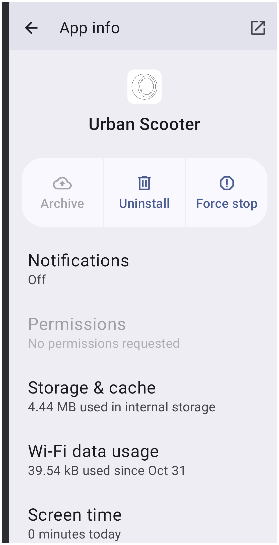 App info
Urban Scooter
Archive
Uninstall
Force stop
Notifications
Off
Permissions
No permissions requested
Storage & cache
4.44 MB used in internal storage
Wi-Fi data usage
39.54 kB used since Oct 31
Screen time
0 minutes today